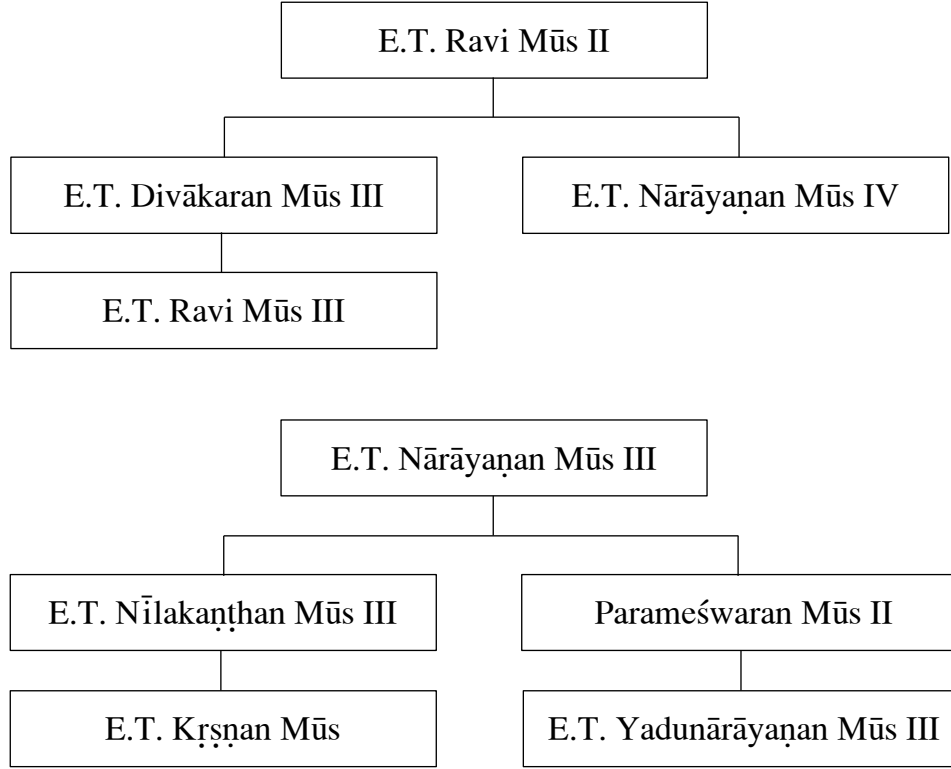 E.T. Ravi Mūs II
E.T. Divākaran Mūs III
E.T. Nārāyaṇan Mūs IV
E.T. Ravi Mūs III
E.T. Nārāyaṇan Mūs III
E.T. Nīlakaṇṭhan Mūs III
Parameśwaran Mūs II
E.T. Kṛṣṇan Mūs
E.T. Yadunārāyaṇan Mūs III